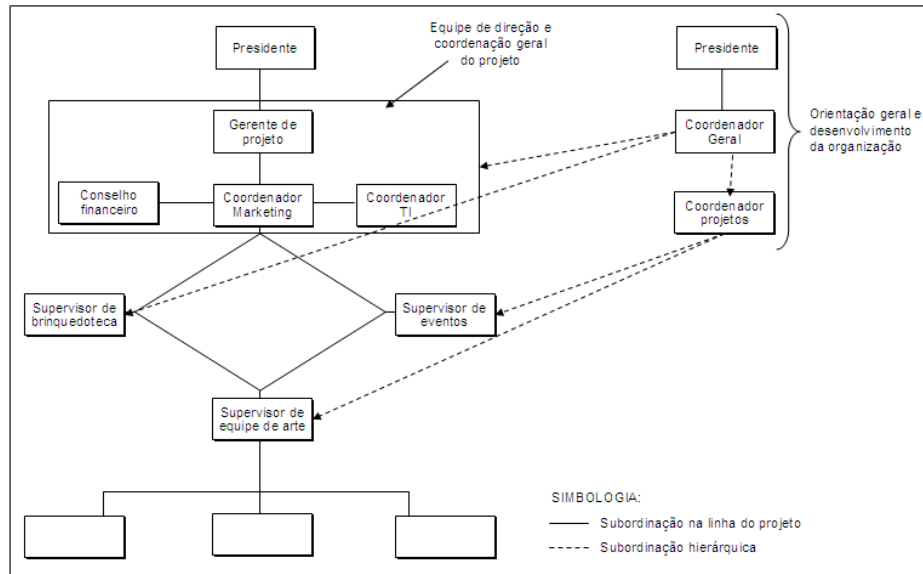 Equipe de direção e
coordenação geral
do projeto
Presidente
Presidente
Gerente de
projeto
Coordenador
Geral
Orientação geral e
desenvolvimento
da organização
Conselho
financeiro
Coordenador
Marketing
Coordenador
TI
Coordenador
projetos
Supervisor de
brinquedoteca
Supervisor de
eventos
Supervisor de
equipe de arte
SIMBOLOGIA:
Subordinação na linha do projeto
Subordinação hierárquica